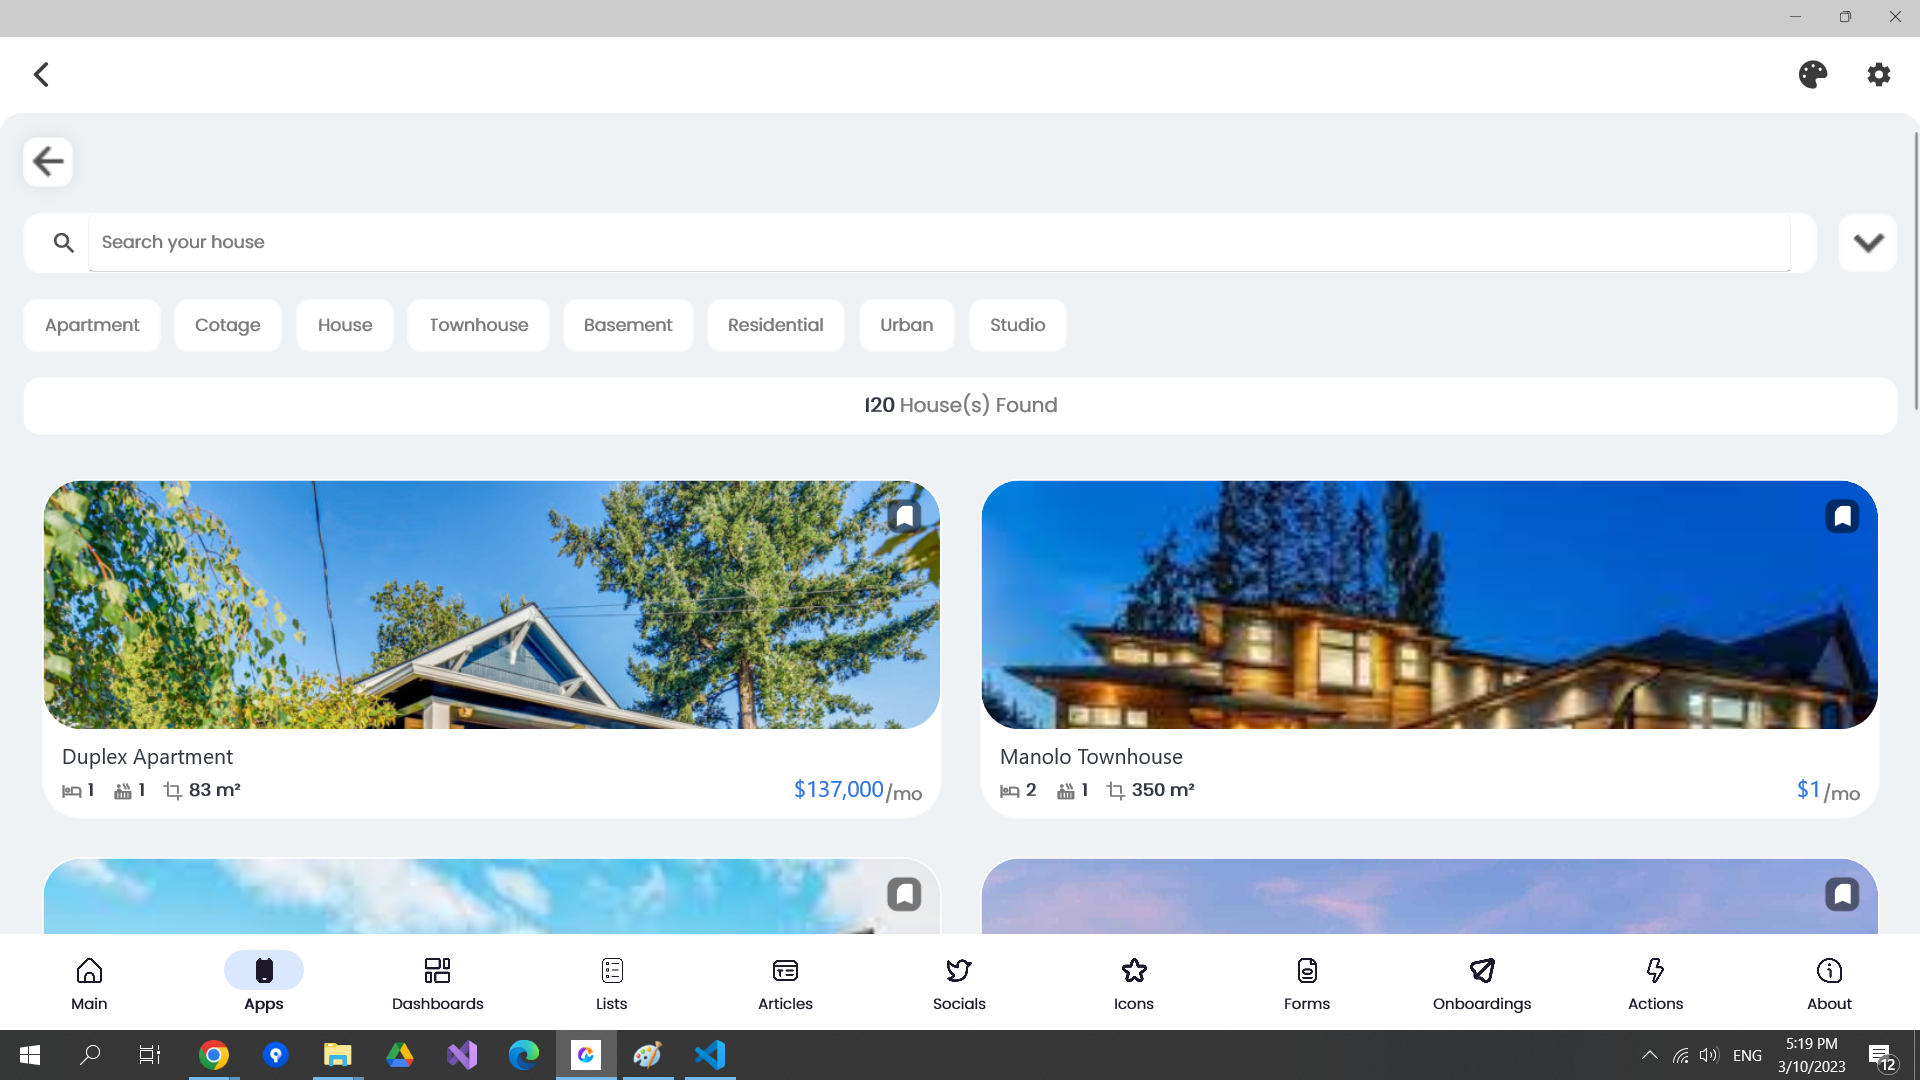 Search your house
Apartment Cotage House Townhouse Basement Residential Urban Studio
120 House(s) Found
Duplex Apartment
1 1 83 m² $137,000/mo
Manolo Townhouse
2 1 350 m² $1/mo
Main Apps Dashboards Lists Articles Socials Icons Forms Onboardings Actions About
ENG
5:19 PM
3/10/2023
12